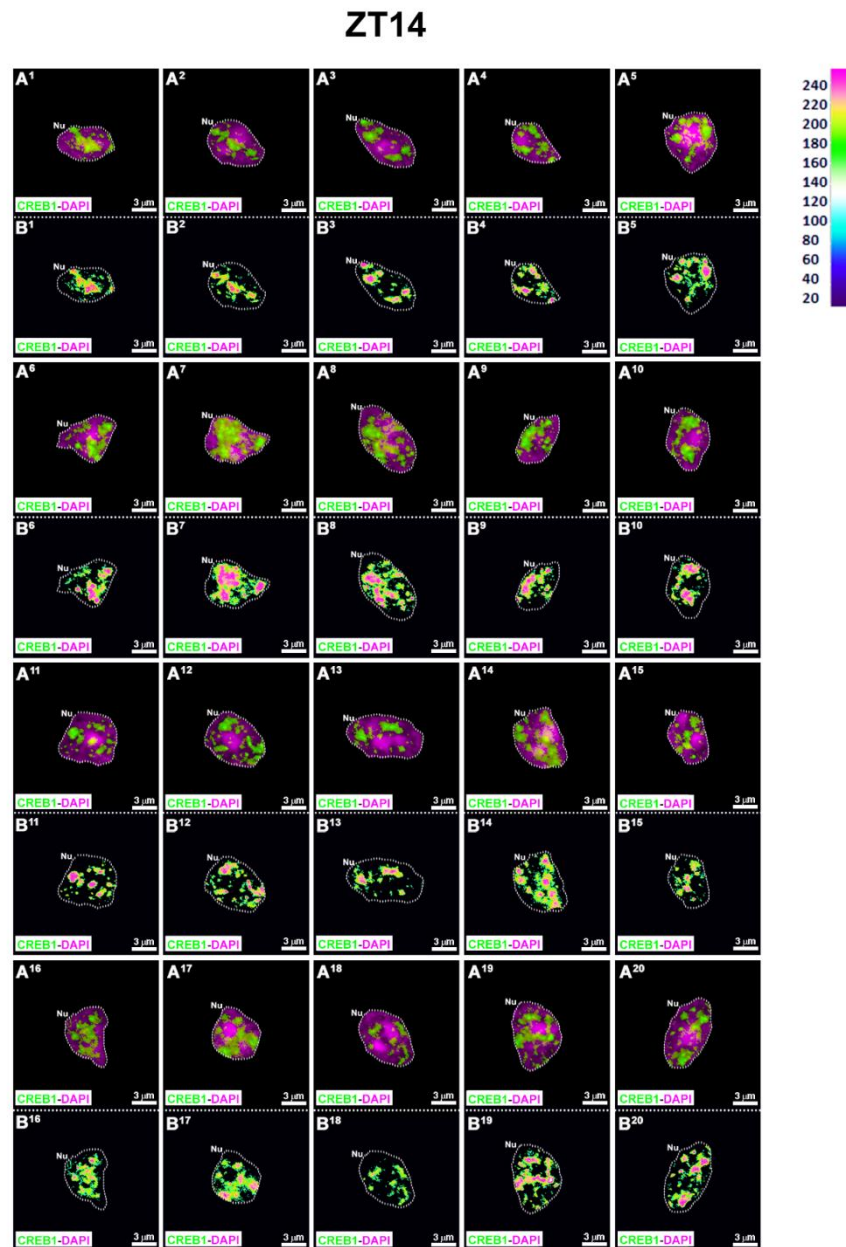 ZT14
A1 A2 A3 A4 A5
Nu Nu Nu Nu Nu
CREB1-DAPI 3 µm CREB1-DAPI 3 µm CREB1-DAPI 3 µm CREB1-DAPI 3 µm CREB1-DAPI 3 µm
B1 B2 B3 B4 B5
Nu Nu Nu Nu Nu
CREB1-DAPI 3 µm CREB1-DAPI 3 µm CREB1-DAPI 3 µm CREB1-DAPI 3 µm CREB1-DAPI 3 µm
A6 A7 A8 A9 A10
Nu Nu Nu Nu Nu
CREB1-DAPI 3 µm CREB1-DAPI 3 µm CREB1-DAPI 3 µm CREB1-DAPI 3 µm CREB1-DAPI 3 µm
B6 B7 B8 B9 B10
Nu Nu Nu Nu Nu
CREB1-DAPI 3 µm CREB1-DAPI 3 µm CREB1-DAPI 3 µm CREB1-DAPI 3 µm CREB1-DAPI 3 µm
A11 A12 A13 A14 A15
Nu Nu Nu Nu Nu
CREB1-DAPI 3 µm CREB1-DAPI 3 µm CREB1-DAPI 3 µm CREB1-DAPI 3 µm CREB1-DAPI 3 µm
B11 B12 B13 B14 B15
Nu Nu Nu Nu Nu
CREB1-DAPI 3 µm CREB1-DAPI 3 µm CREB1-DAPI 3 µm CREB1-DAPI 3 µm CREB1-DAPI 3 µm
A16 A17 A18 A19 A20
Nu Nu Nu Nu Nu
CREB1-DAPI 3 µm CREB1-DAPI 3 µm CREB1-DAPI 3 µm CREB1-DAPI 3 µm CREB1-DAPI 3 µm
B16 B17 B18 B19 B20
Nu Nu Nu Nu Nu
CREB1-DAPI 3 µm CREB1-DAPI 3 µm CREB1-DAPI 3 µm CREB1-DAPI 3 µm CREB1-DAPI 3 µm
240
220
200
180
160
140
120
100
80
60
40
20